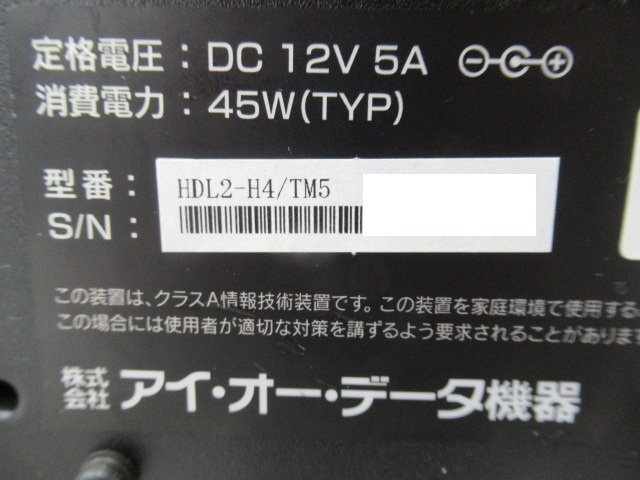 定格電圧：DC 12V 5A
消費電力：45W(TYP)
型番：HDL2-H4/TM5
S/N：
この装置は、クラスA情報技術装置です。この装置を家庭環境で使用する
この場合には使用者が適切な対策を講ずるよう要求されることがあります
株式会社 アイ・オー・データ機器